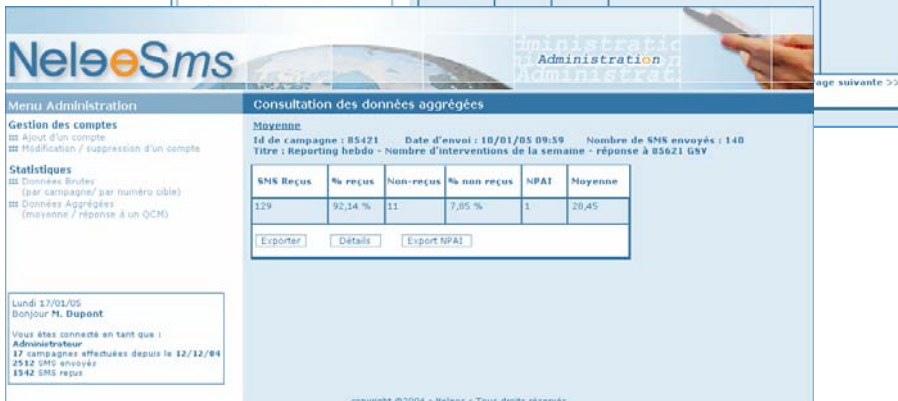 NeleeSms
Administration
age suivante >>
Menu Administration
Gestion des comptes
Ajout d'un compte
Modification / suppression d'un compte
Statistiques
Données Brutes
(par campagne/ par numéro cible)
Données Aggrégées
(moyenne / réponse à un QCM)
Lundi 17/01/05
Bonjour M. Dupont
Vous êtes connecté en tant que :
Administrateur
17 campagnes effectuées depuis le 12/12/04
2512 SMS envoyés
1542 SMS reçus
Consultation des données aggrégées
Moyenne
Id de campagne : 85421 Date d'envoi : 10/01/05 09:59 Nombre de SMS envoyés : 140
Titre : Reporting hebdo - Nombre d'interventions de la semaine - réponse à 85621 GSV
SMS Reçus % reçus Non-reçus % non reçus NPAI Moyenne
129 92,14 % 11 7,85 % 1 28,45
Exporter Détails Export NPAI
copyright ©2004 - Neleos - Tous droits réservés